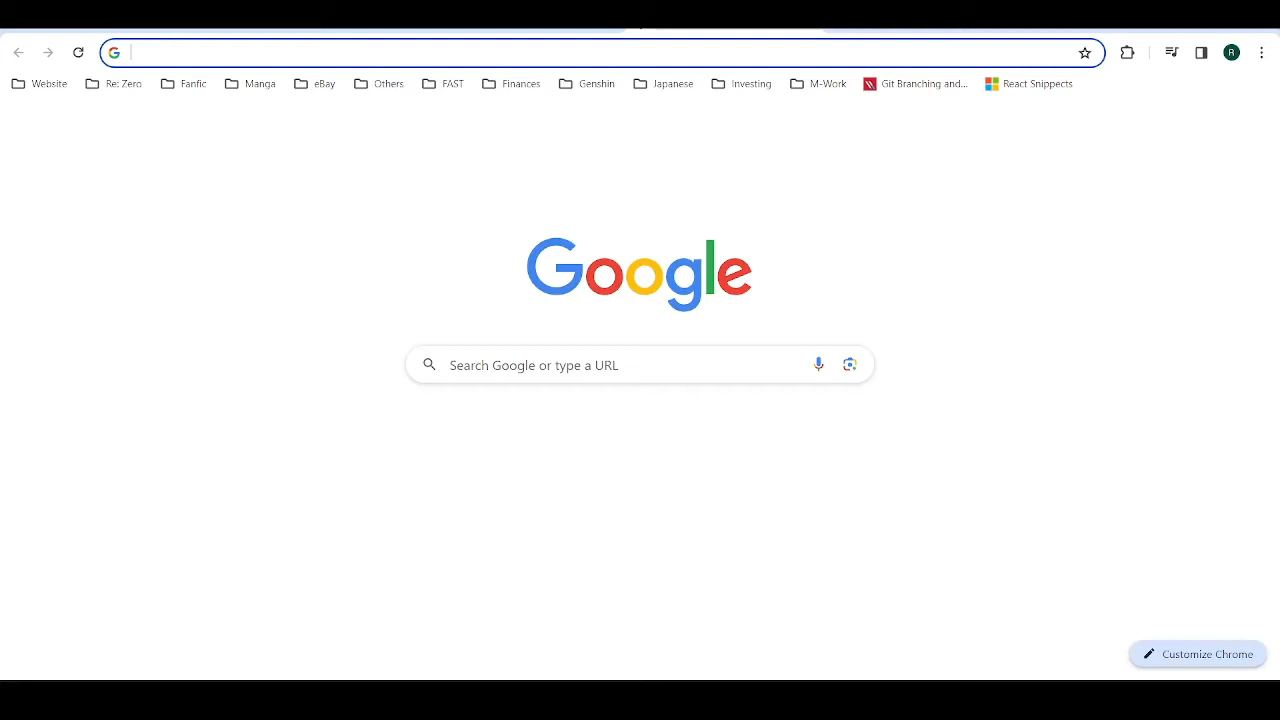 Website Re: Zero Fanfic Manga eBay Others FAST Finances Genshin Japanese Investing M-Work Git Branching and... React Snippects
Google
Search Google or type a URL
Customize Chrome